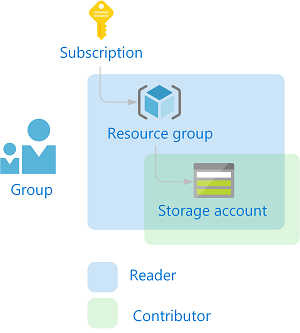 Subscription
Resource group
Group
Storage account
Reader
Contributor